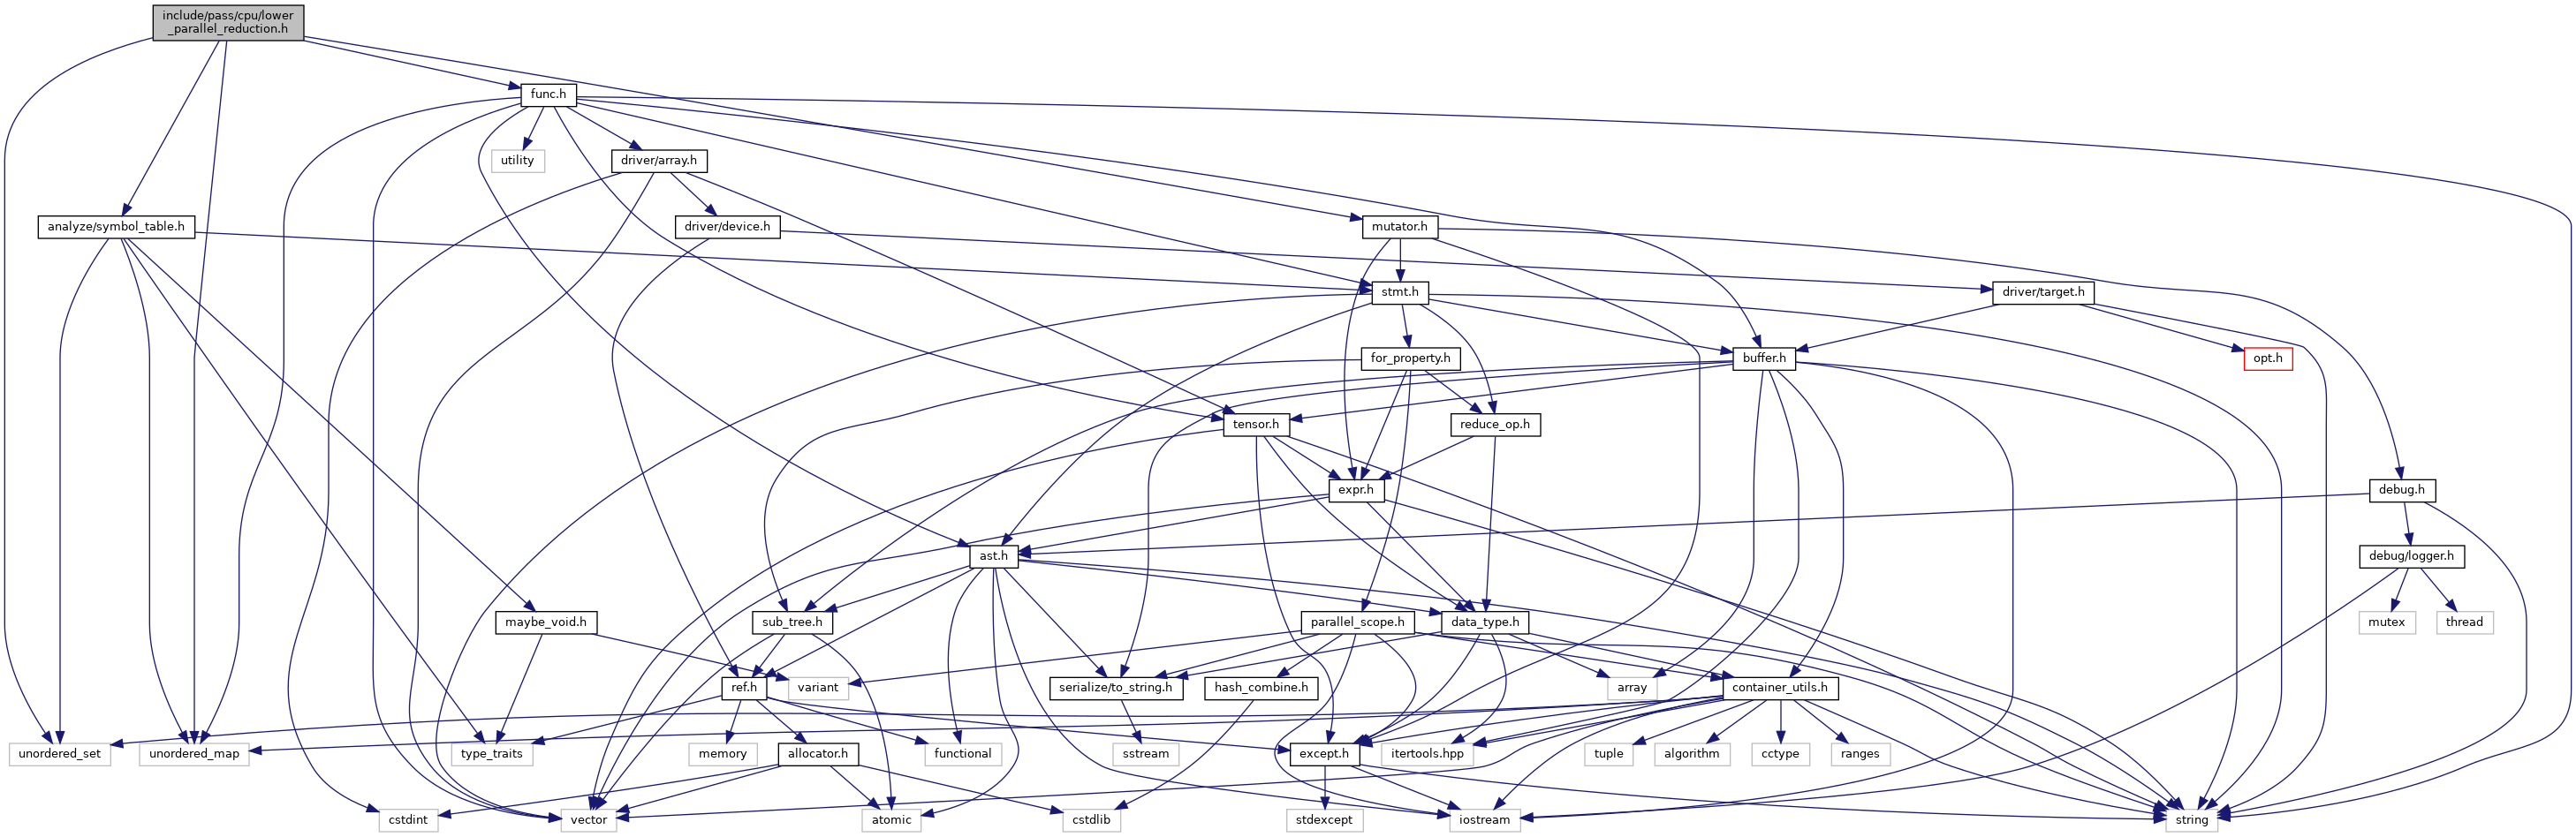 include/pass/cpu/lower
_parallel_reduction.h
func.h
utility
driver/array.h
analyze/symbol_table.h
driver/device.h
mutator.h
stmt.h
driver/target.h
for_property.h
buffer.h
opt.h
tensor.h
reduce_op.h
expr.h
debug.h
ast.h
debug/logger.h
maybe_void.h
sub_tree.h
parallel_scope.h
data_type.h
mutex
thread
ref.h
variant
serialize/to_string.h
hash_combine.h
array
container_utils.h
unordered_set
unordered_map
type_traits
memory
allocator.h
functional
sstream
except.h
itertools.hpp
tuple
algorithm
cctype
ranges
cstdint
vector
atomic
cstdlib
stdexcept
iostream
string